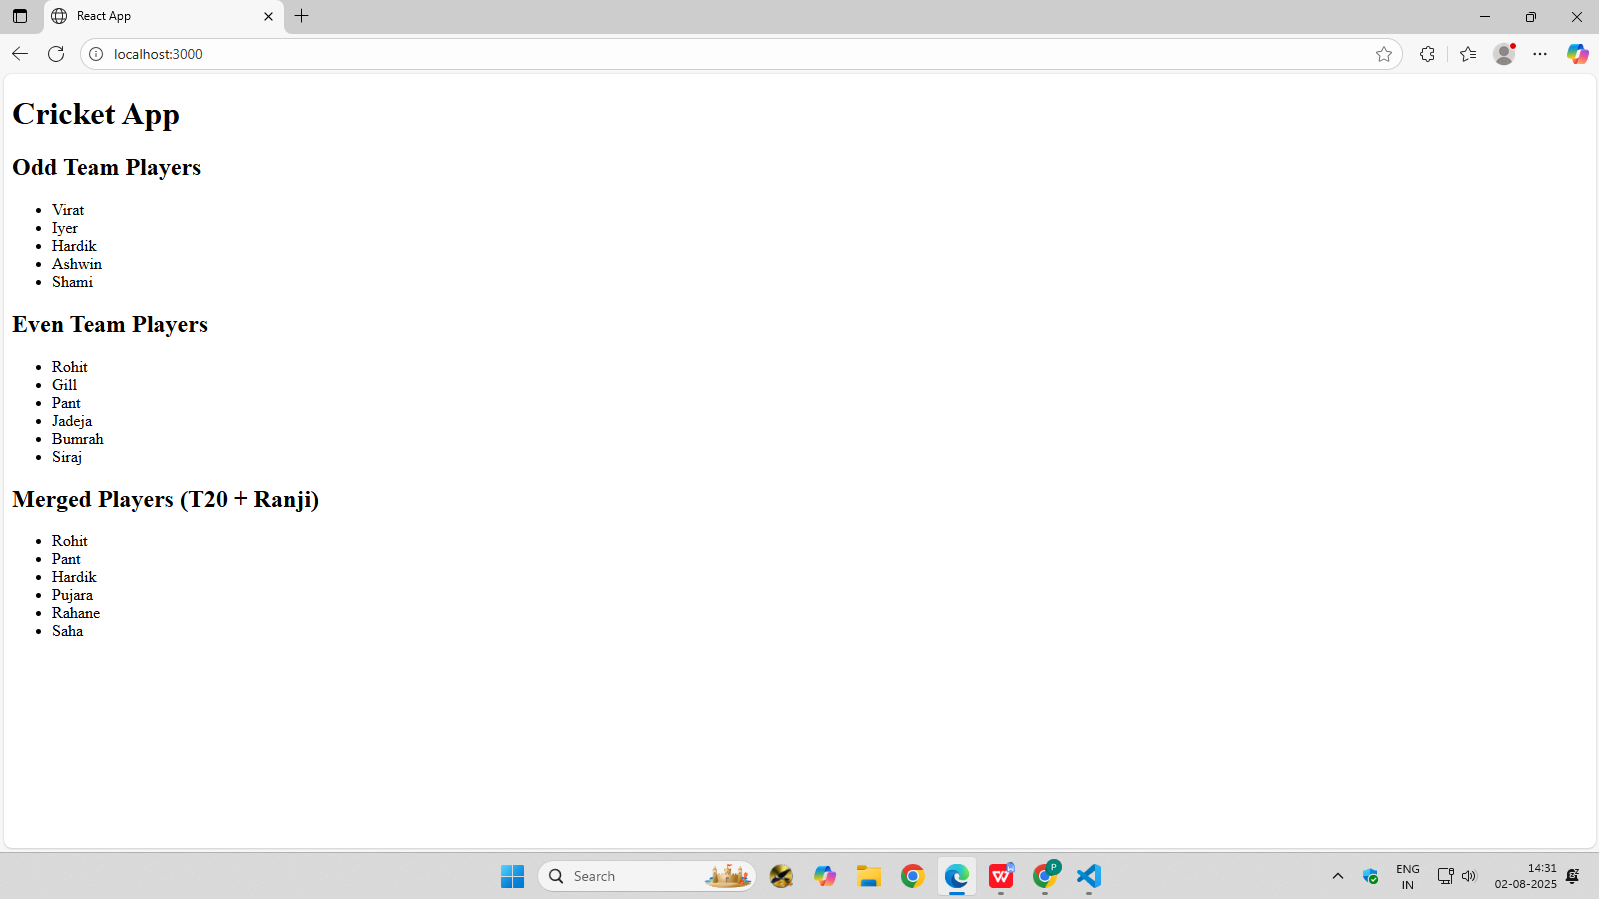 React App
localhost:3000
Cricket App
Odd Team Players
Virat
Iyer
Hardik
Ashwin
Shami
Even Team Players
Rohit
Gill
Pant
Jadeja
Bumrah
Siraj
Merged Players (T20 + Ranji)
Rohit
Pant
Hardik
Pujara
Rahane
Saha
Search
P
ENG
IN
14:31
02-08-2025